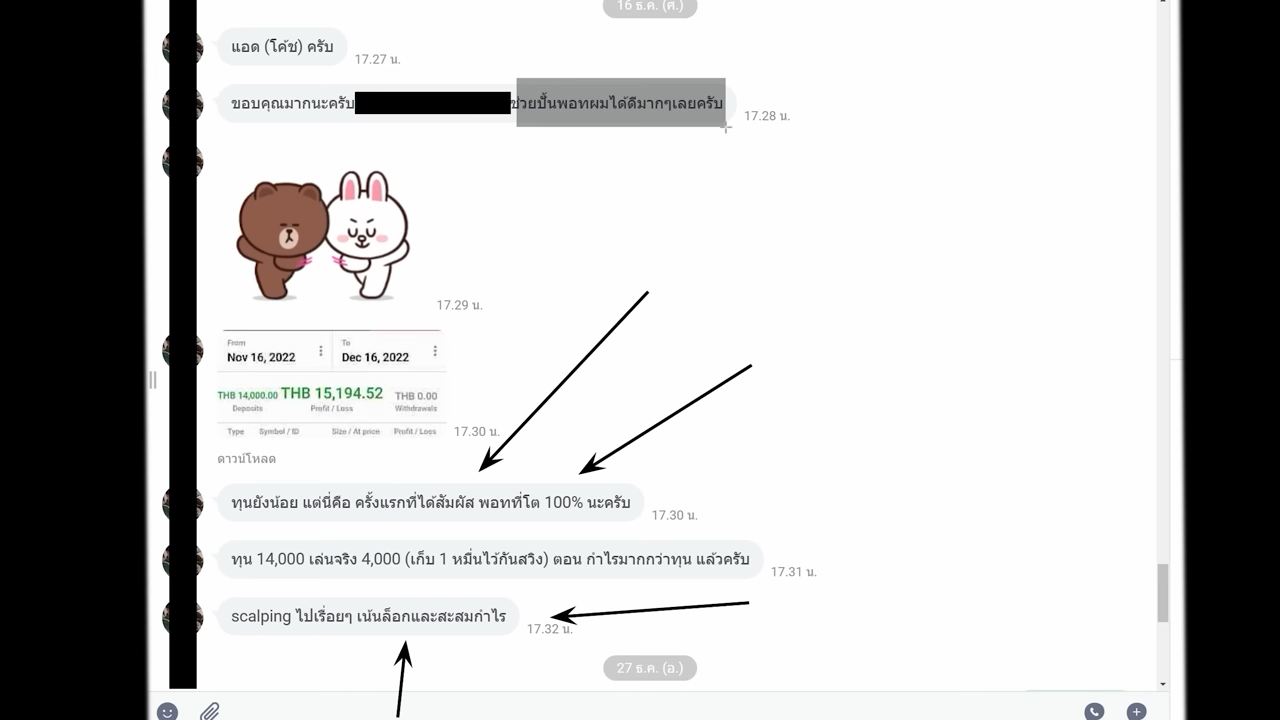 16 ธ.ค. (ศ.)
แอด (โค้ช) ครับ
17.27 น.
ขอบคุณมากนะครับ ช่วยปั้นพอทผมได้ดีมากๆเลยครับ
17.28 น.
17.29 น.
From To
Nov 16, 2022 Dec 16, 2022
THB 14,000.00 THB 15,194.52 THB 0.00
Deposits Profit / Loss Withdrawals
Type Symbol / ID Size / At price Profit / Loss
17.30 น.
ดาวน์โหลด
ทุนยังน้อย แต่นี่คือ ครั้งแรกที่ได้สัมผัส พอทที่โต 100% นะครับ
17.30 น.
ทุน 14,000 เล่นจริง 4,000 (เก็บ 1 หมื่นไว้กันสวิง) ตอน กำไรมากกว่าทุน แล้วครับ
17.31 น.
scalping ไปเรื่อยๆ เน้นล็อกและสะสมกำไร
17.32 น.
27 ธ.ค. (อ.)